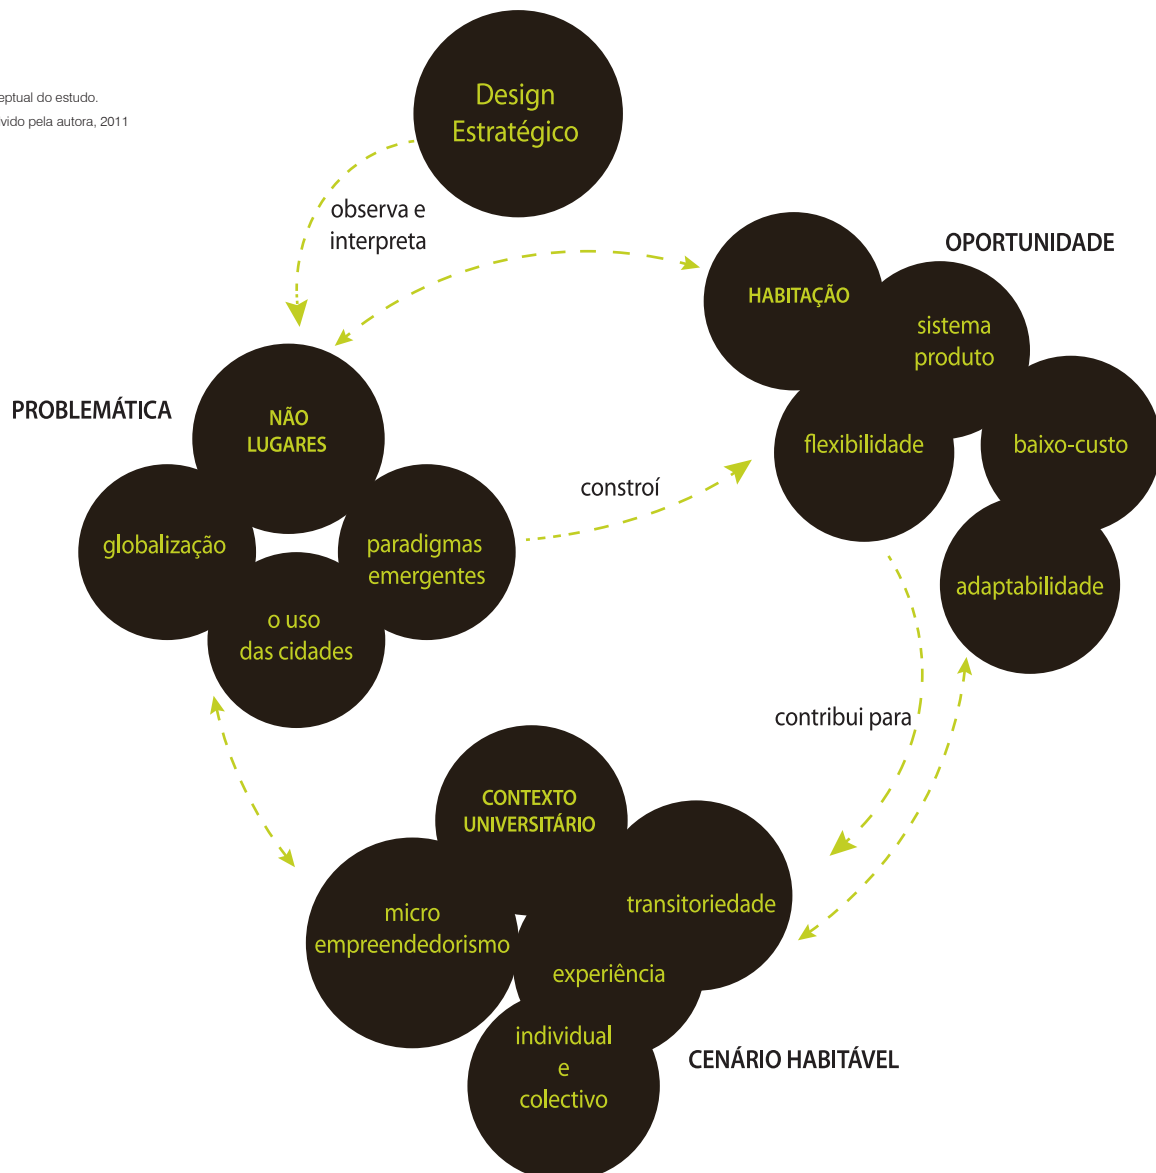 eptual do estudo.
vido pela autora, 2011
Design
Estratégico
observa e
interpreta
OPORTUNIDADE
HABITAÇÃO
sistema
produto
PROBLEMÁTICA
NÃO
LUGARES
flexibilidade
baixo-custo
constroí
globalização
paradigmas
emergentes
adaptabilidade
o uso
das cidades
contribui para
CONTEXTO
UNIVERSITÁRIO
transitoriedade
micro
empreendedorismo
experiência
individual
e
colectivo
CENÁRIO HABITÁVEL